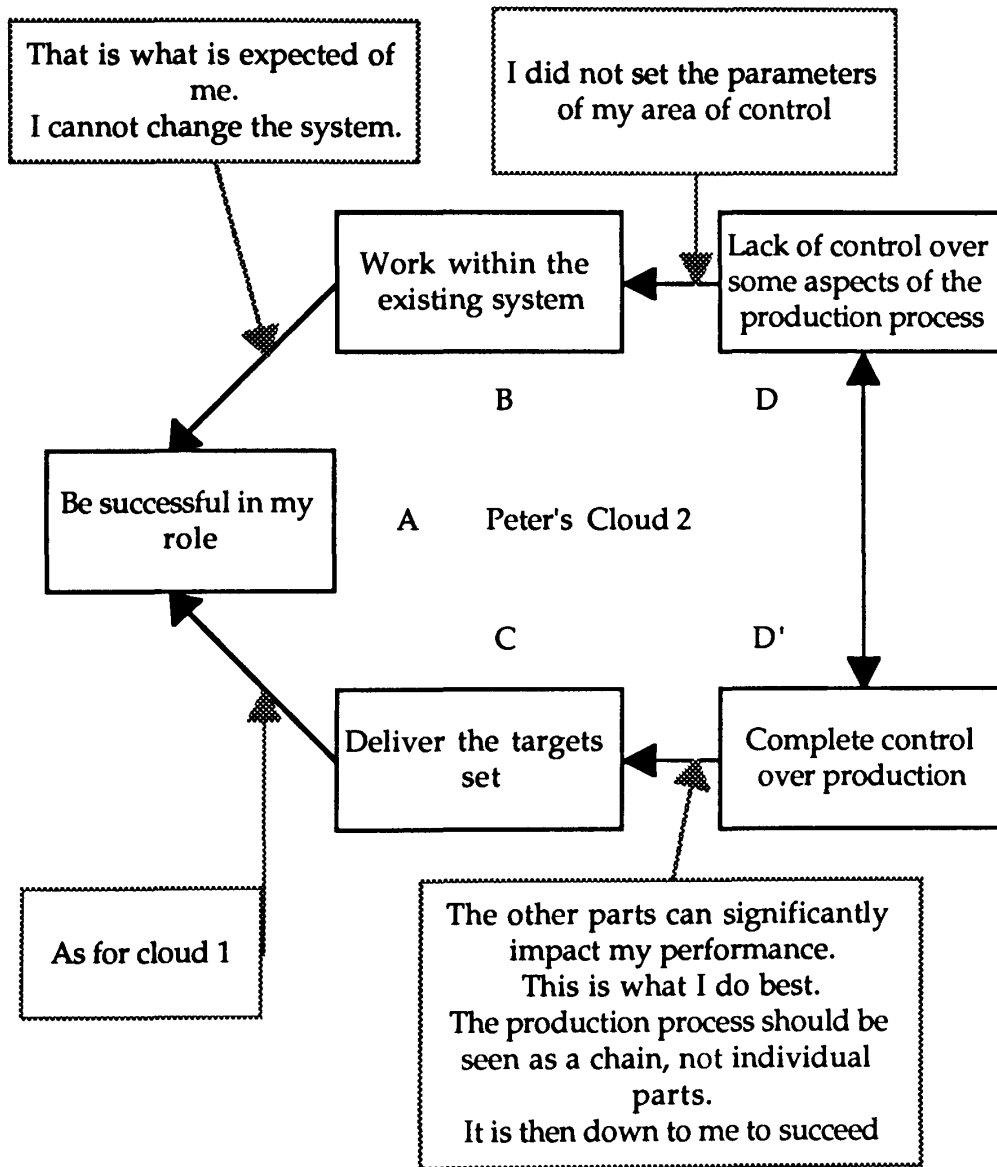 That is what is expected of
me.
I cannot change the system.
I did not set the parameters
of my area of control
Work within the
existing system
Lack of control over
some aspects of the
production process
B
D
Be successful in my
role
A
Peter's Cloud 2
C
D'
Deliver the targets
set
Complete control
over production
As for cloud 1
The other parts can significantly
impact my performance.
This is what I do best.
The production process should be
seen as a chain, not individual
parts.
It is then down to me to succeed